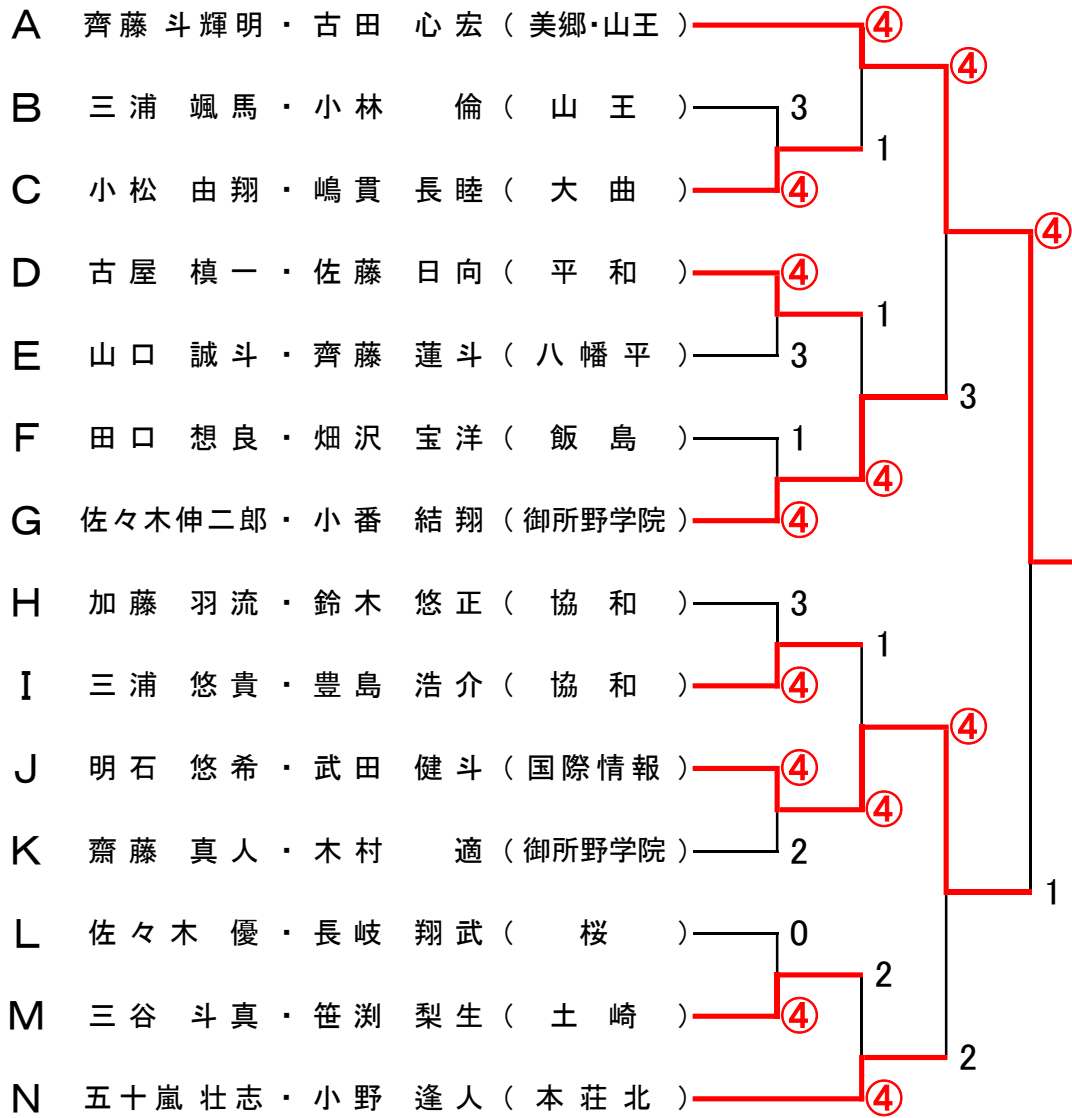 A 齊藤 斗輝明 ・ 古田 心宏 ( 美郷･山王 ) ④
④
B 三浦 颯馬 ・ 小林 倫 ( 山王 ) 3
1
C 小松 由翔 ・ 嶋貫 長睦 ( 大曲 ) ④
④
D 古屋 槙一 ・ 佐藤 日向 ( 平和 ) ④
1
E 山口 誠斗 ・ 齊藤 蓮斗 ( 八幡平 ) 3
3
F 田口 想良 ・ 畑沢 宝洋 ( 飯島 ) 1
④
G 佐々木伸二郎 ・ 小番 結翔 ( 御所野学院 ) ④
H 加藤 羽流 ・ 鈴木 悠正 ( 協和 ) 3
1
I 三浦 悠貴 ・ 豊島 浩介 ( 協和 ) ④
④
J 明石 悠希 ・ 武田 健斗 ( 国際情報 ) ④
④
K 齋藤 真人 ・ 木村 適 ( 御所野学院 ) 2
1
L 佐々木 優 ・ 長岐 翔武 ( 桜 ) 0
2
M 三谷 斗真 ・ 笹渕 梨生 ( 土崎 ) ④
2
N 五十嵐 壮志 ・ 小野 逢人 ( 本荘北 ) ④